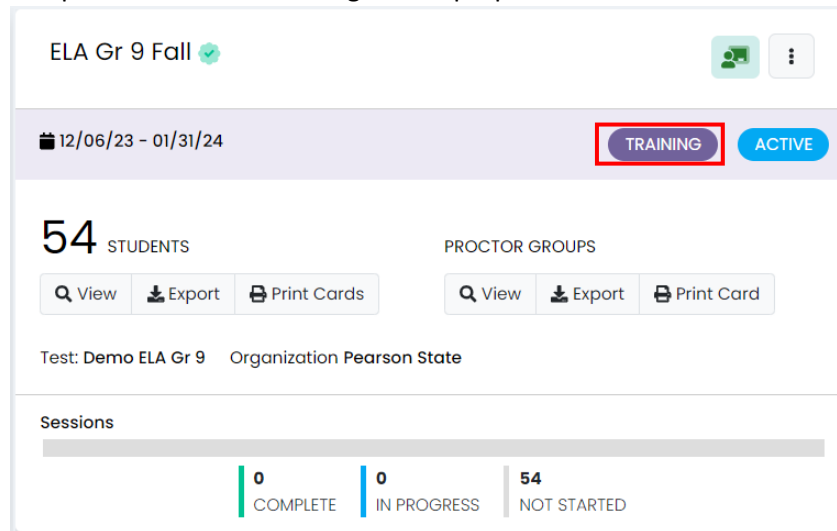 ELA Gr 9 Fall
12/06/23 - 01/31/24 TRAINING ACTIVE
54 STUDENTS PROCTOR GROUPS
View Export Print Cards View Export Print Card
Test: Demo ELA Gr 9 Organization Pearson State
Sessions
0 0 54
COMPLETE IN PROGRESS NOT STARTED